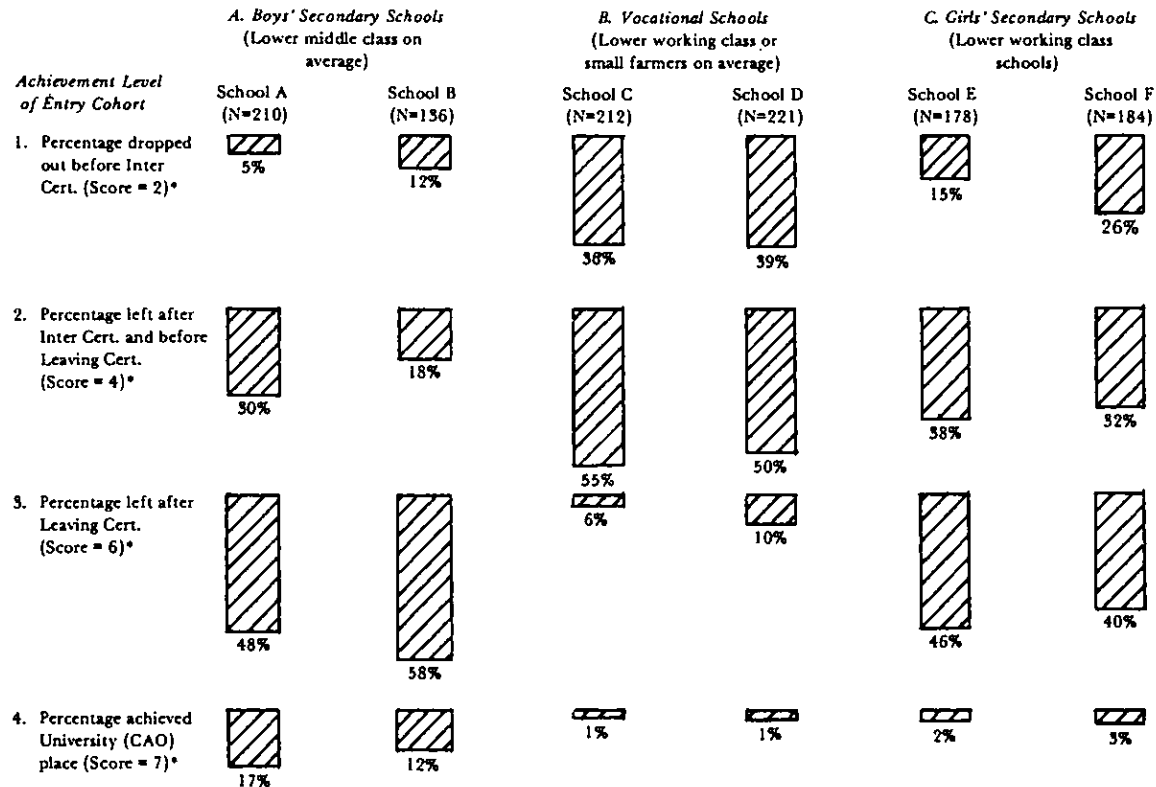 A. Boys' Secondary Schools
(Lower middle class on
average)
B. Vocational Schools
(Lower working class or
small farmers on average)
C. Girls' Secondary Schools
(Lower working class
schools)
Achievement Level
of Entry Cohort
School A
(N=210)
School B
(N=136)
School C
(N=212)
School D
(N=221)
School E
(N=178)
School F
(N=184)
1. Percentage dropped
out before Inter
Cert. (Score = 2)*
5%
12%
38%
39%
15%
26%
2. Percentage left after
Inter Cert. and before
Leaving Cert.
(Score = 4)*
30%
18%
55%
50%
38%
32%
3. Percentage left after
Leaving Cert.
(Score = 6)*
48%
58%
6%
10%
46%
40%
4. Percentage achieved
University (CAO)
place (Score = 7)*
17%
12%
1%
1%
2%
3%